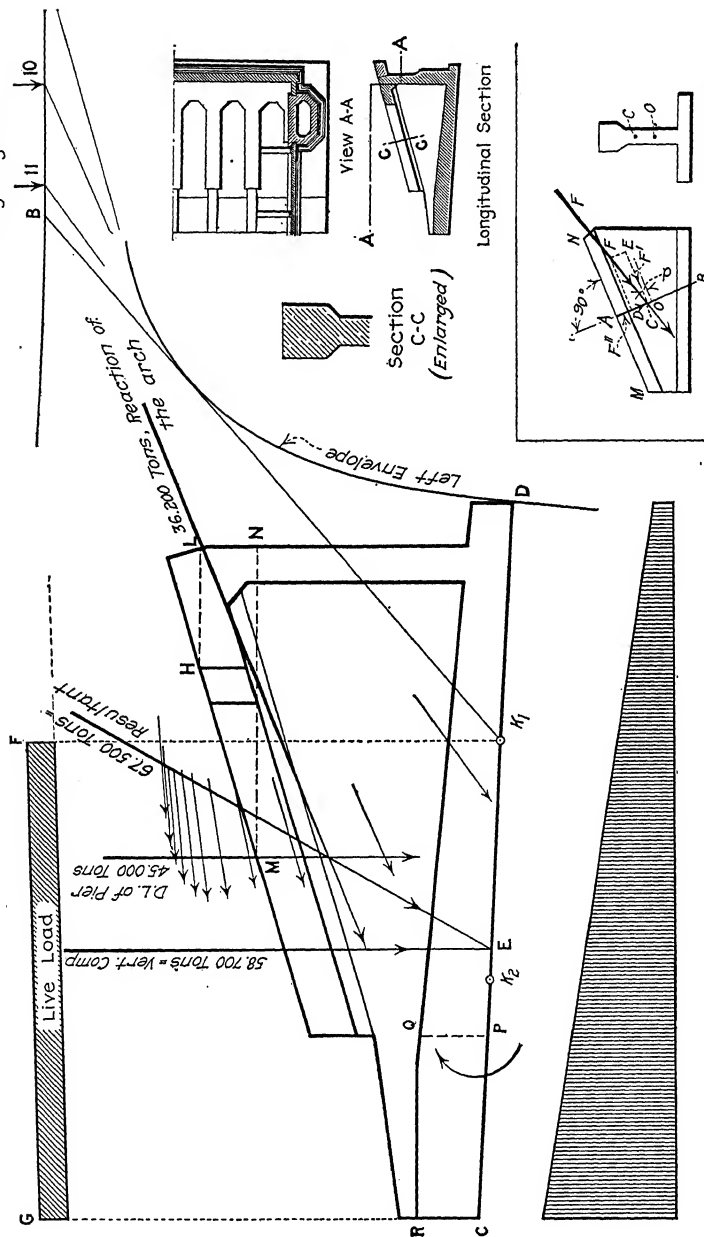 G
Live Load
F
B
11
10
58.700 Tons = Vert. Comp
D.L. of Pier
45.000 Tons
67.500 Tons =
Resultant
36.200 Tons, Reaction of
the arch
Left Envelope
H
L
M
N
R
C
Q
P
K2
E
K1
D
View A-A
Section
C-C
(Enlarged)
A
A
C
C
Longitudinal Section
N
F
A
90°
F
E
F'
F"
D
C
O
P
M
B
C
O